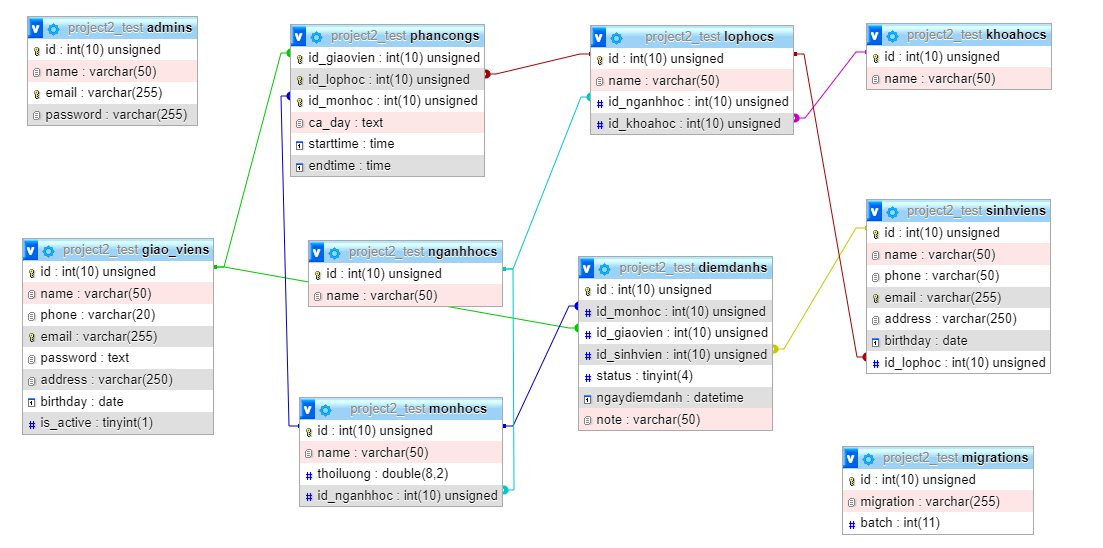 v project2_test admins
id : int(10) unsigned
name : varchar(50)
email : varchar(255)
password : varchar(255)
v project2_test phancongs
id_giaovien : int(10) unsigned
id_lophoc : int(10) unsigned
id_monhoc : int(10) unsigned
ca_day : text
starttime : time
endtime : time
v project2_test lophocs
id : int(10) unsigned
name : varchar(50)
# id_nganhhoc : int(10) unsigned
# id_khoahoc : int(10) unsigned
v project2_test khoahocs
id : int(10) unsigned
name : varchar(50)
v project2_test giao_viens
id : int(10) unsigned
name : varchar(50)
phone : varchar(20)
email : varchar(255)
password : text
address : varchar(250)
birthday : date
# is_active : tinyint(1)
v project2_test nganhhocs
id : int(10) unsigned
name : varchar(50)
v project2_test diemdanhs
id : int(10) unsigned
# id_monhoc : int(10) unsigned
# id_giaovien : int(10) unsigned
# id_sinhvien : int(10) unsigned
# status : tinyint(4)
ngaydiemdanh : datetime
note : varchar(50)
v project2_test sinhviens
id : int(10) unsigned
name : varchar(50)
phone : varchar(50)
email : varchar(255)
address : varchar(250)
birthday : date
# id_lophoc : int(10) unsigned
v project2_test monhocs
id : int(10) unsigned
name : varchar(50)
# thoiluong : double(8,2)
# id_nganhhoc : int(10) unsigned
v project2_test migrations
id : int(10) unsigned
migration : varchar(255)
# batch : int(11)